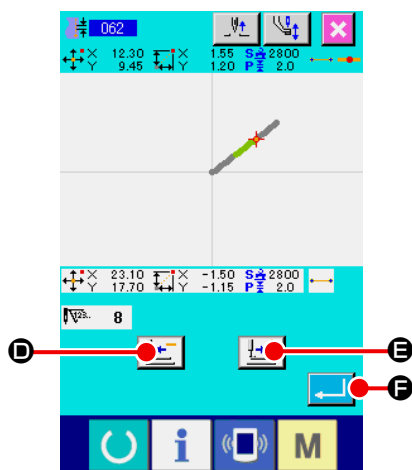 062
X 12.30 X 1.55 S 2800
Y 9.45 Y 1.20 P 2.0
X 23.10 X -1.50 S 2800
Y 17.70 Y -1.15 P 2.0
123.. 8
D E
F
i M